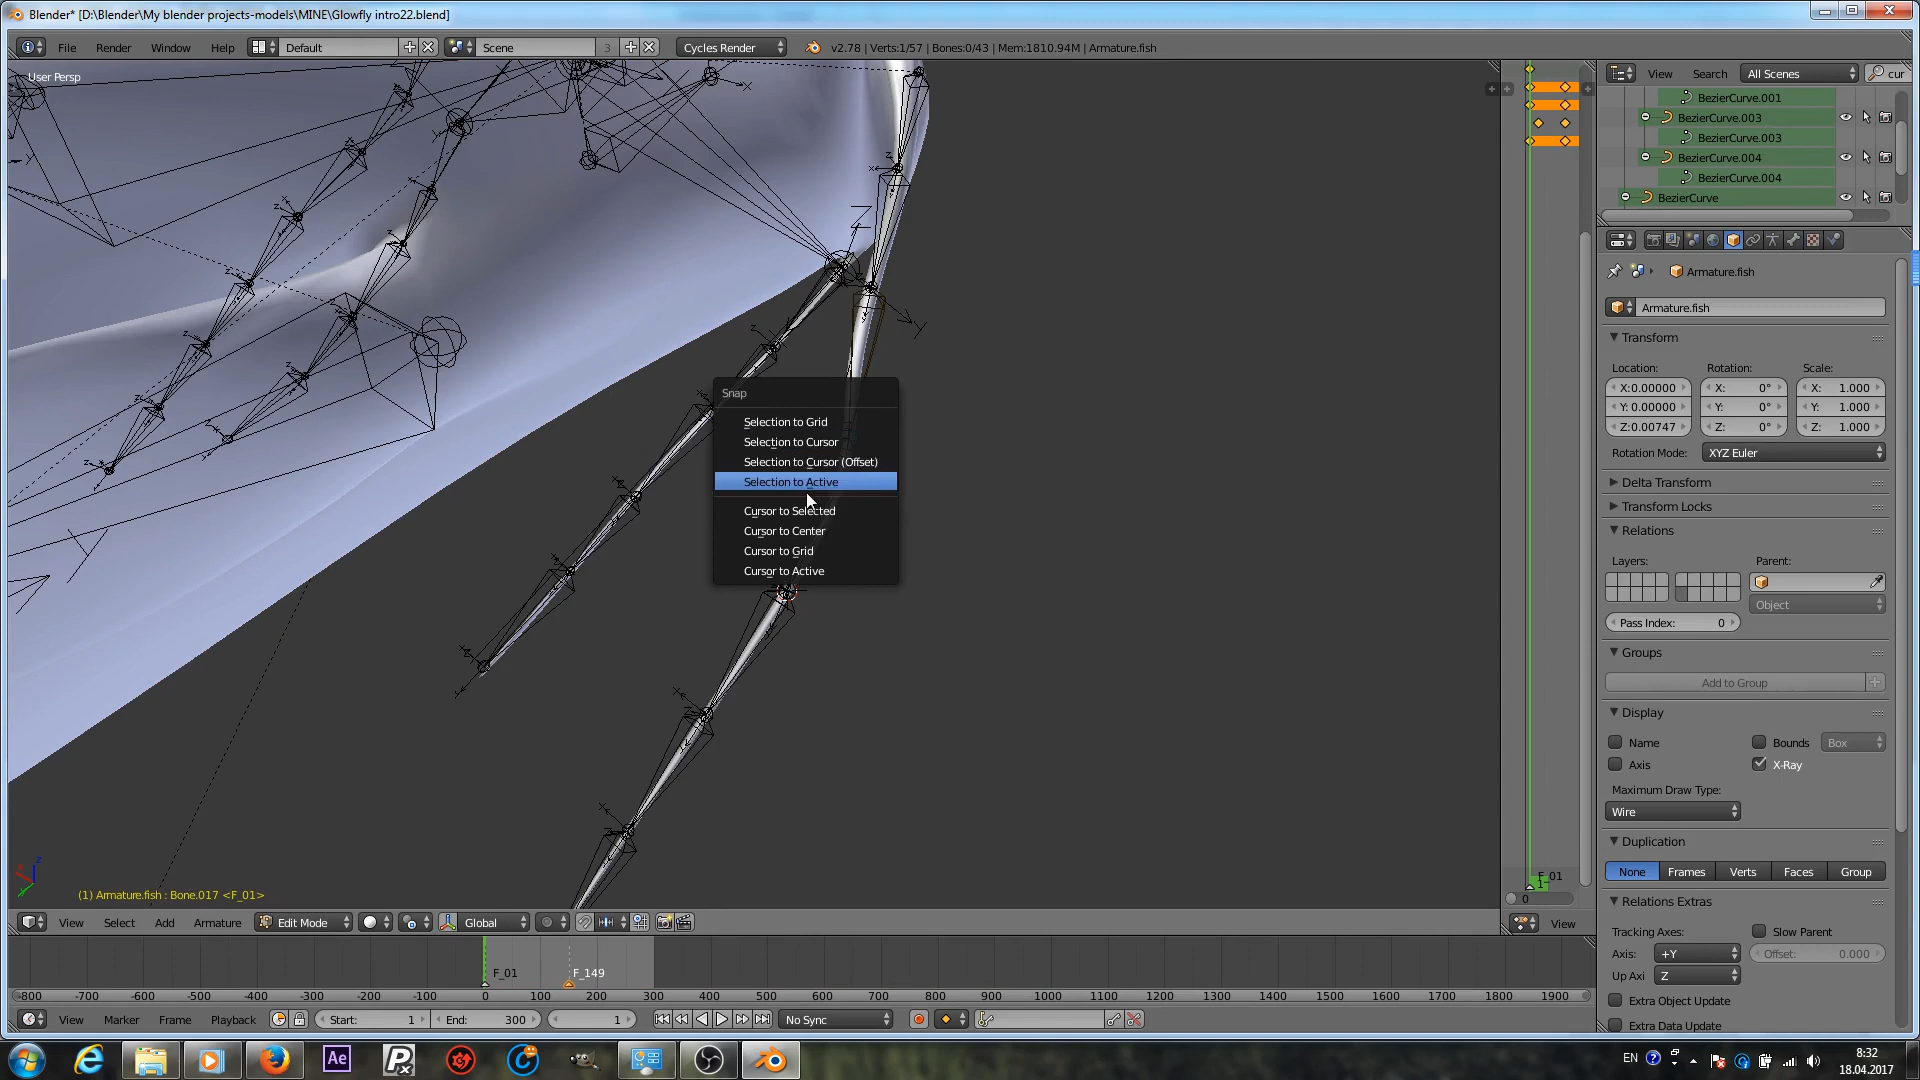 Blender* [D:\Blender\My blender projects-models\MINE\Glowfly intro22.blend]
File Render Window Help Default Scene 3 Cycles Render v2.78 | Verts:1/57 | Bones:0/43 | Mem:1810.94M | Armature.fish
User Persp
View Search All Scenes cur
BezierCurve.001
BezierCurve.003
BezierCurve.003
BezierCurve.004
BezierCurve.004
BezierCurve
Armature.fish
Armature.fish
Transform
Location: Rotation: Scale:
X:0.00000 X: 0° X: 1.000
Y: 0.00000 Y: 0° Y: 1.000
Z:0.00747 Z: 0° Z: 1.000
Rotation Mode: XYZ Euler
Delta Transform
Transform Locks
Relations
Layers: Parent:
Object
Pass Index: 0
Groups
Add to Group
Display
Name Bounds Box
Axis X-Ray
Maximum Draw Type:
Wire
Duplication
None Frames Verts Faces Group
Relations Extras
Tracking Axes: Slow Parent
Axis: +Y Offset: 0.000
Up Axi Z
Extra Object Update
Extra Data Update
Snap
Selection to Grid
Selection to Cursor
Selection to Cursor (Offset)
Selection to Active
Cursor to Selected
Cursor to Center
Cursor to Grid
Cursor to Active
(1) Armature.fish : Bone.017 <F_01>
F_01
1
0
View Select Add Armature Edit Mode Global View
F_01 F_149
-800 -700 -600 -500 -400 -300 -200 -100 0 100 200 300 400 500 600 700 800 900 1000 1100 1200 1300 1400 1500 1600 1700 1800 1900
View Marker Frame Playback Start: 1 End: 300 1 No Sync
EN 8:32
18.04.2017